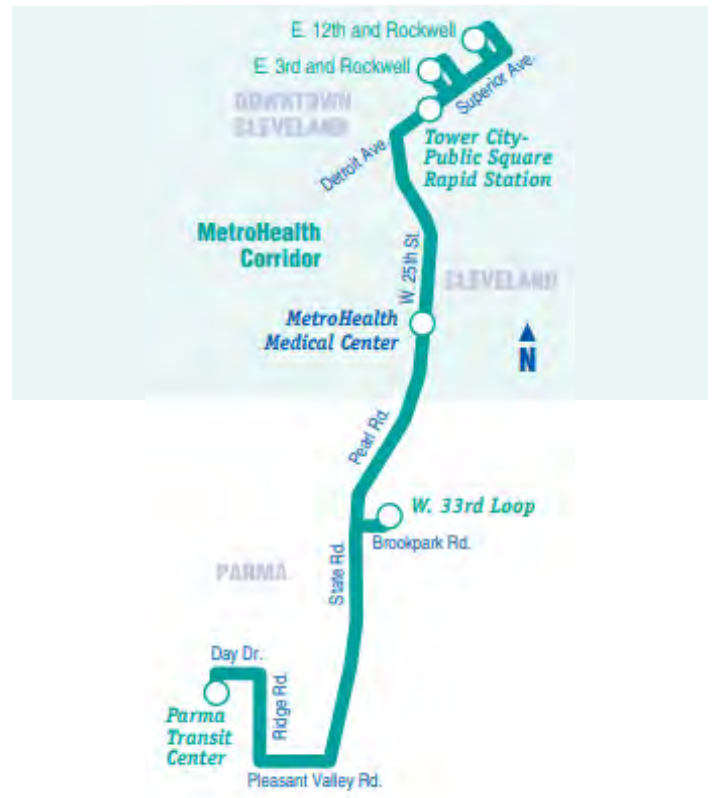 E. 12th and Rockwell
E. 3rd and Rockwell
Superior Ave.
DOWNTOWN
CLEVELAND
Detroit Ave.
Tower City-
Public Square
Rapid Station
MetroHealth
Corridor
W. 25th St.
CLEVELAND
MetroHealth
Medical Center
N
Pearl Rd.
W. 33rd Loop
Brookpark Rd.
State Rd.
PARMA
Day Dr.
Ridge Rd.
Parma
Transit
Center
Pleasant Valley Rd.